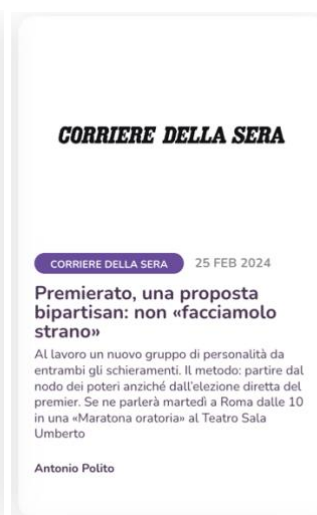 CORRIERE DELLA SERA
CORRIERE DELLA SERA 25 FEB 2024
Premierato, una proposta
bipartisan: non «facciamolo
strano»
Al lavoro un nuovo gruppo di personalità da
entrambi gli schieramenti. Il metodo: partire dal
nodo dei poteri anziché dall'elezione diretta del
premier. Se ne parlerà martedì a Roma dalle 10
in una «Maratona oratoria» al Teatro Sala
Umberto
Antonio Polito